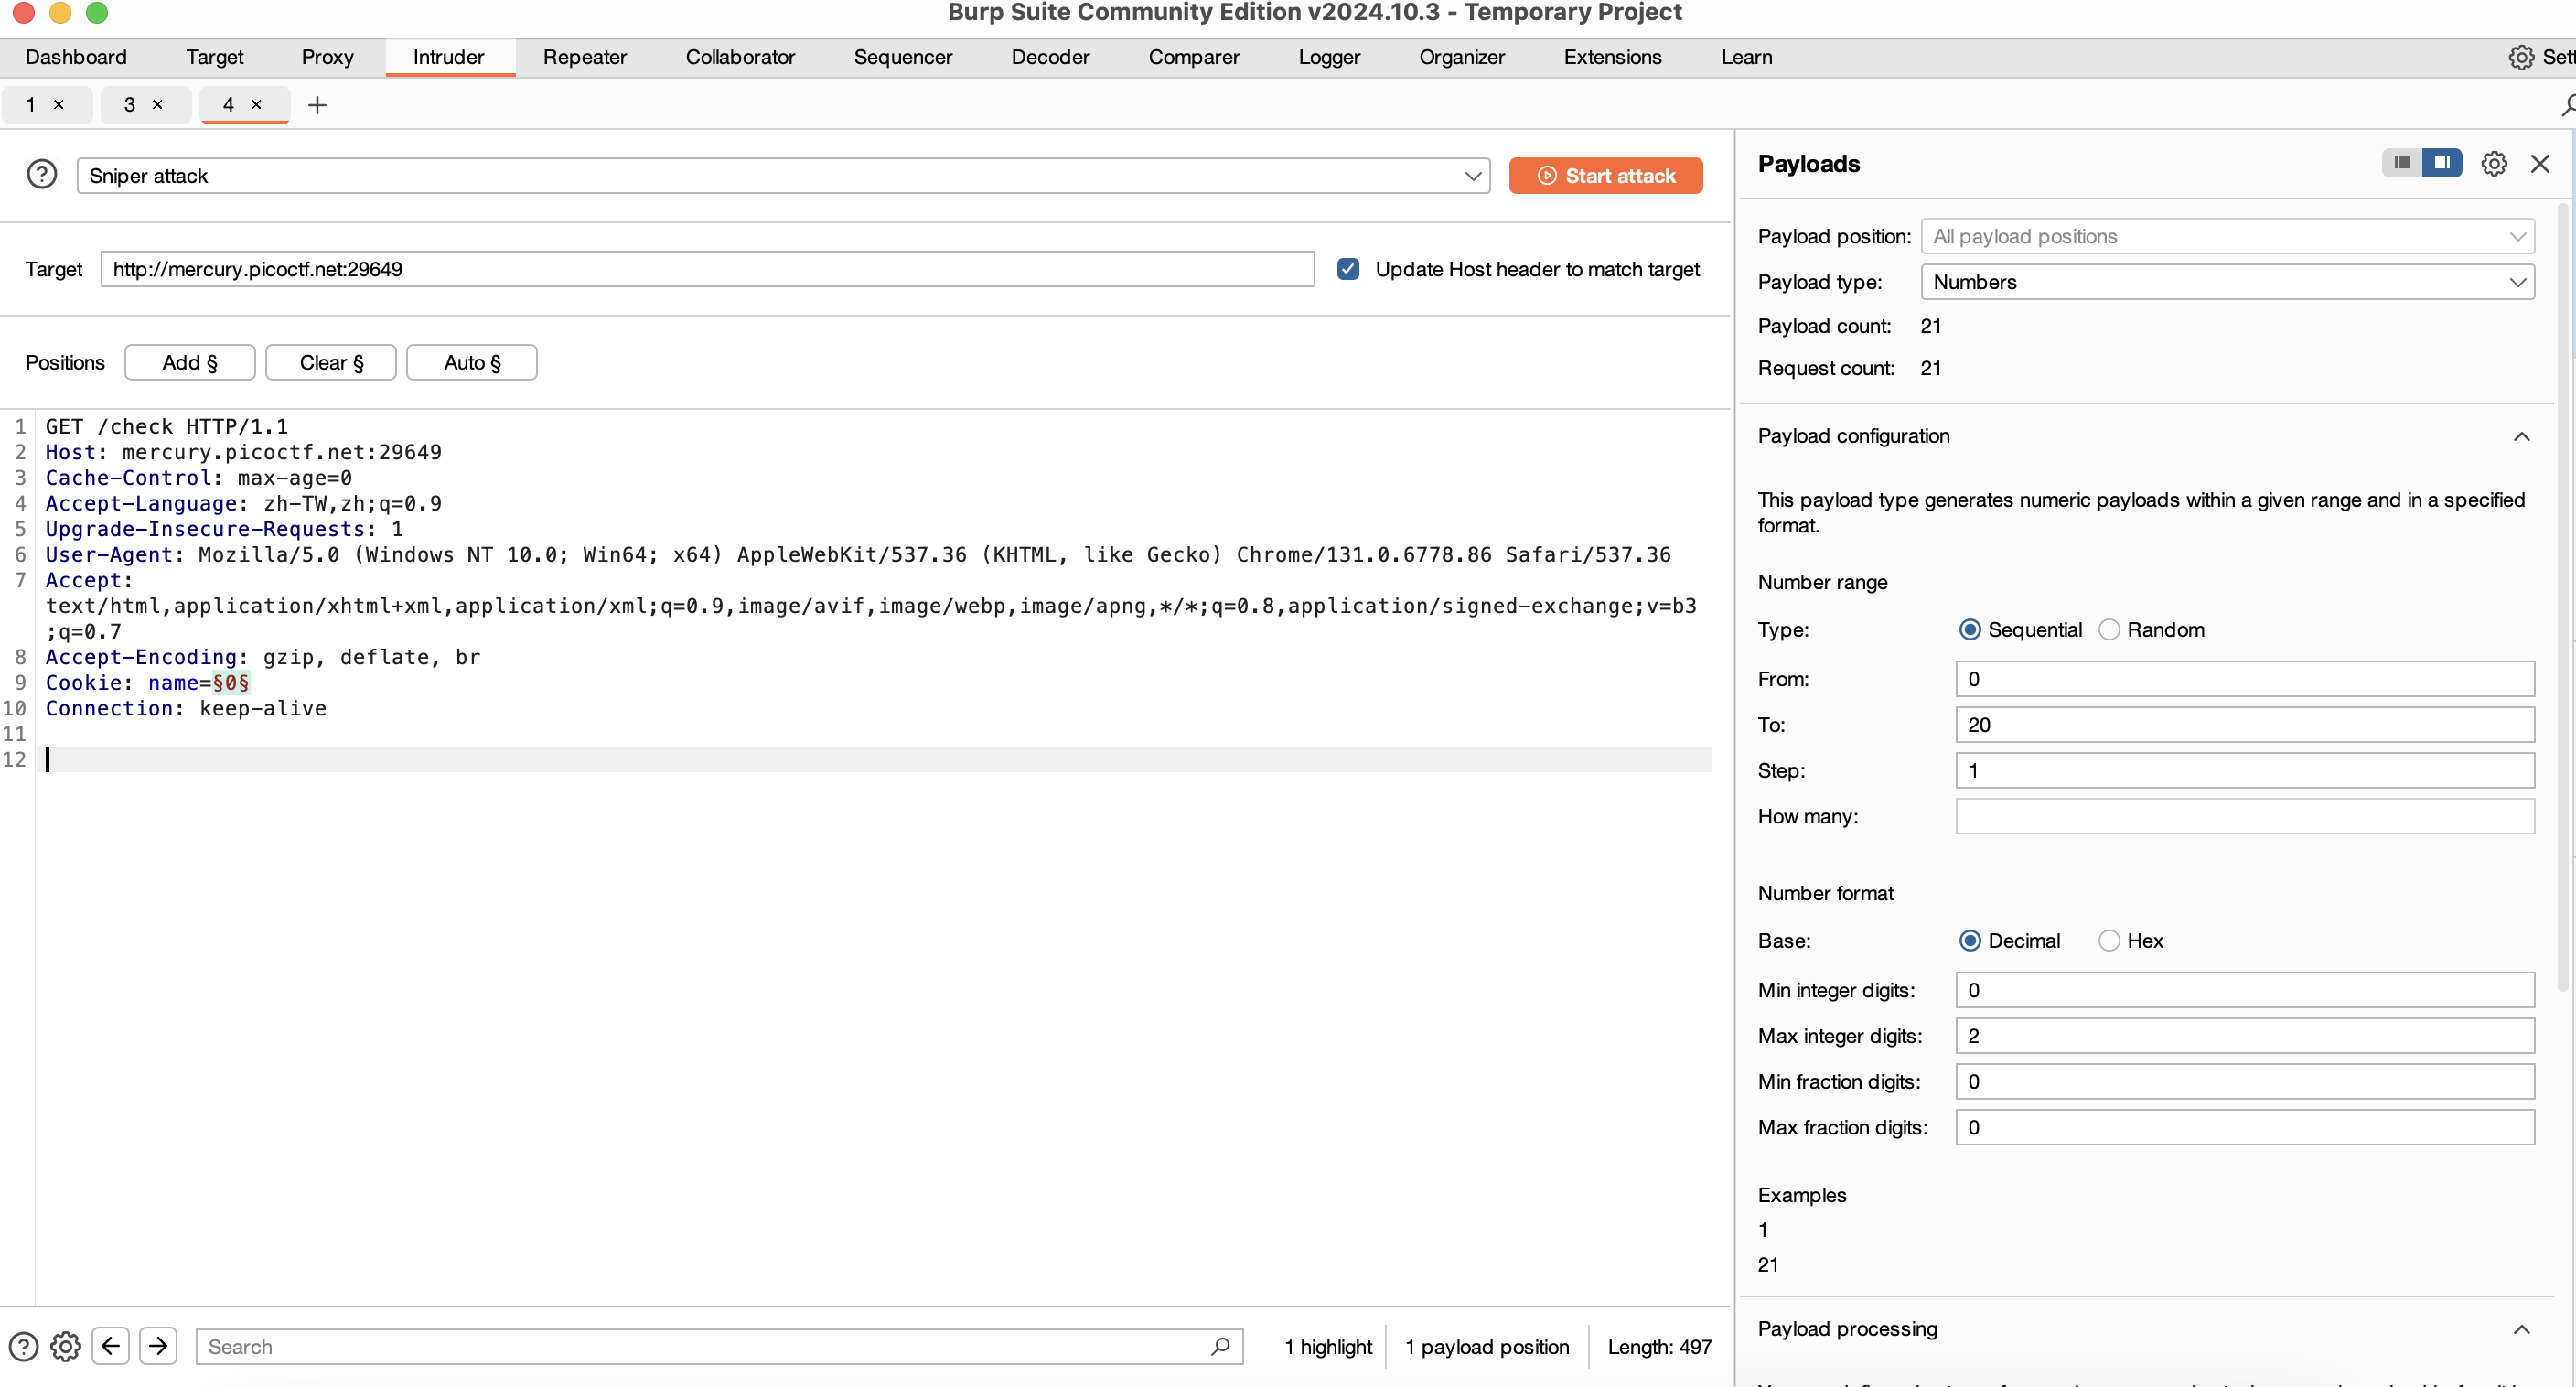 Burp Suite Community Edition v2024.10.3 - Temporary Project
Dashboard Target Proxy Intruder Repeater Collaborator Sequencer Decoder Comparer Logger Organizer Extensions Learn
1 × 3 × 4 × +
Sniper attack
Start attack
Target http://mercury.picoctf.net:29649 Update Host header to match target
Positions Add § Clear § Auto §
1 GET /check HTTP/1.1
2 Host: mercury.picoctf.net:29649
3 Cache-Control: max-age=0
4 Accept-Language: zh-TW,zh;q=0.9
5 Upgrade-Insecure-Requests: 1
6 User-Agent: Mozilla/5.0 (Windows NT 10.0; Win64; x64) AppleWebKit/537.36 (KHTML, like Gecko) Chrome/131.0.6778.86 Safari/537.36
7 Accept:
text/html,application/xhtml+xml,application/xml;q=0.9,image/avif,image/webp,image/apng,*/*;q=0.8,application/signed-exchange;v=b3
;q=0.7
8 Accept-Encoding: gzip, deflate, br
9 Cookie: name=§0§
10 Connection: keep-alive
11
12
Search
1 highlight 1 payload position Length: 497
Payloads
Payload position: All payload positions
Payload type: Numbers
Payload count: 21
Request count: 21
Payload configuration
This payload type generates numeric payloads within a given range and in a specified
format.
Number range
Type: Sequential Random
From: 0
To: 20
Step: 1
How many:
Number format
Base: Decimal Hex
Min integer digits: 0
Max integer digits: 2
Min fraction digits: 0
Max fraction digits: 0
Examples
1
21
Payload processing